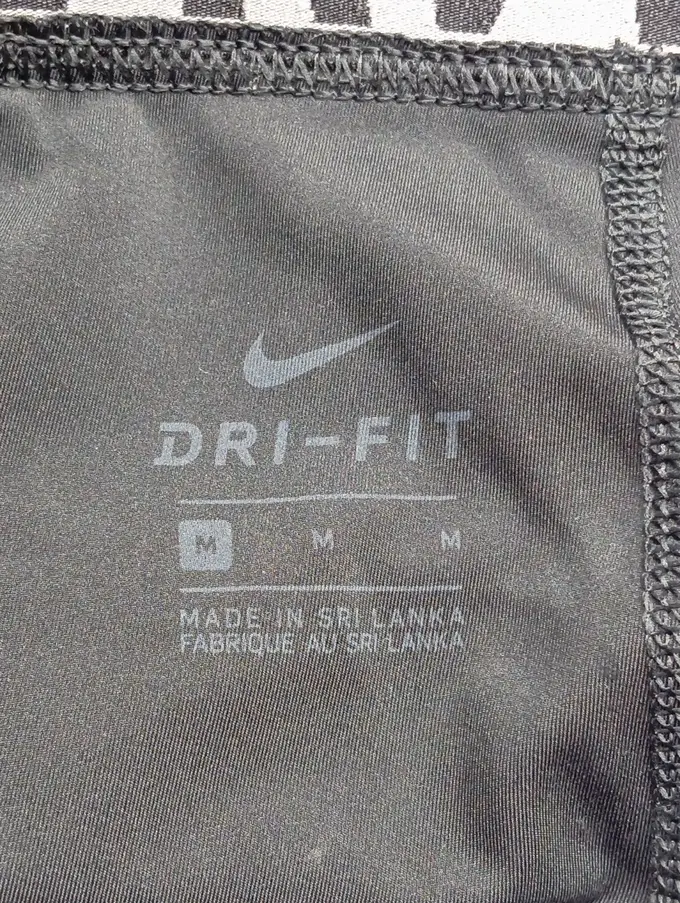 DRI-FIT
M M M
MADE IN SRI LANKA
FABRIQUE AU SRI LANKA